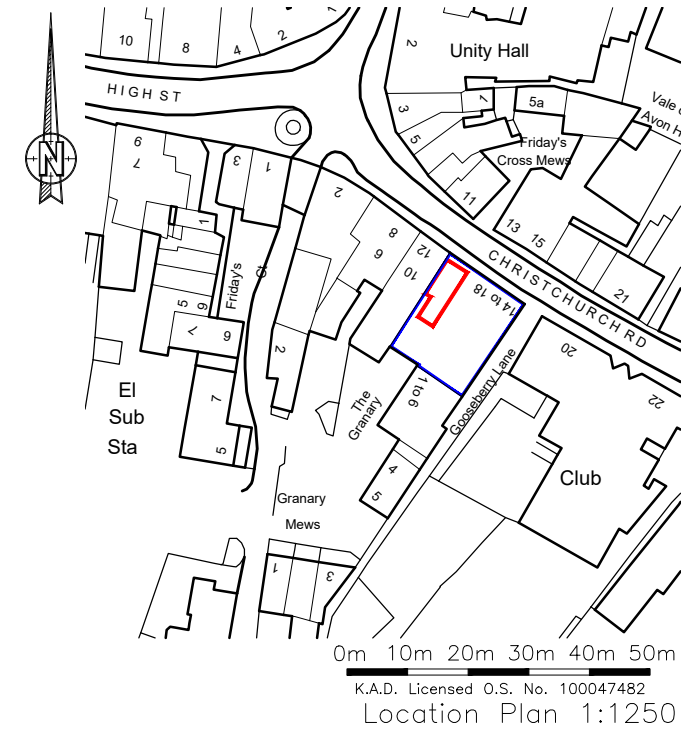 10
8
4
2
1
2
Unity Hall
HIGH ST
3
1
5a
Vale
Avon H
5
Friday's
Cross Mews
9
7
3
1
2
11
13
15
8
6
12
10
1
CHRISTCHURCH RD
Friday's
Ct
14 to 18
21
5
9
7
6
2
20
22
El
Sub
Sta
7
5
The
Granary
1 to 6
Gooseberry Lane
4
5
Club
Granary
Mews
1
3
N
0m 10m 20m 30m 40m 50m
K.A.D. Licensed O.S. No. 100047482
Location Plan 1:1250